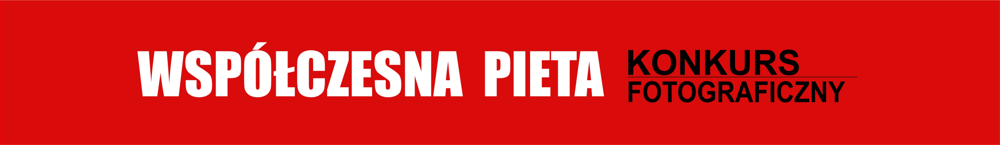 WSPÓŁCZESNA PIETA
KONKURS
FOTOGRAFICZNY